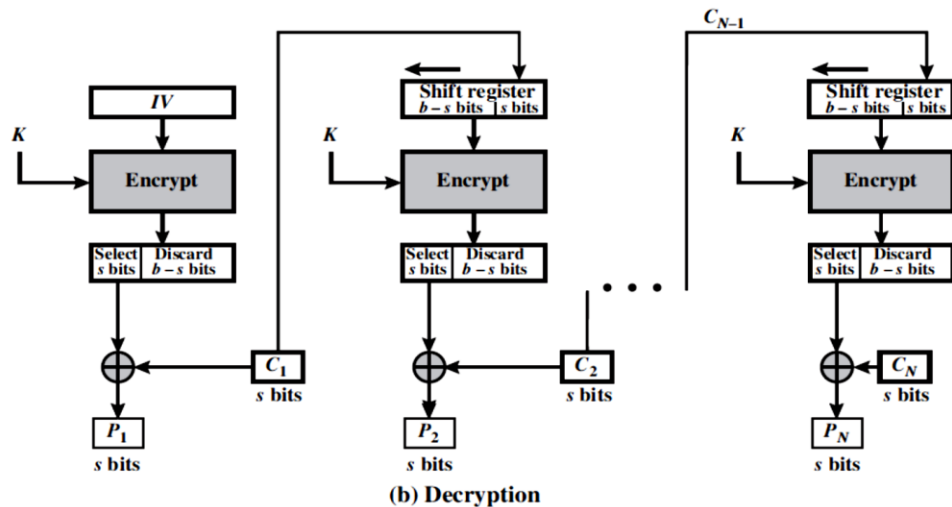 C_{N-1}
IV
Shift register
b – s bits | s bits
Shift register
b – s bits | s bits
K
K
K
Encrypt
Encrypt
Encrypt
Select
s bits
Discard
b – s bits
Select
s bits
Discard
b – s bits
Select
s bits
Discard
b – s bits
• • •
C_1
s bits
C_2
s bits
C_N
s bits
P_1
s bits
P_2
s bits
P_N
s bits
(b) Decryption